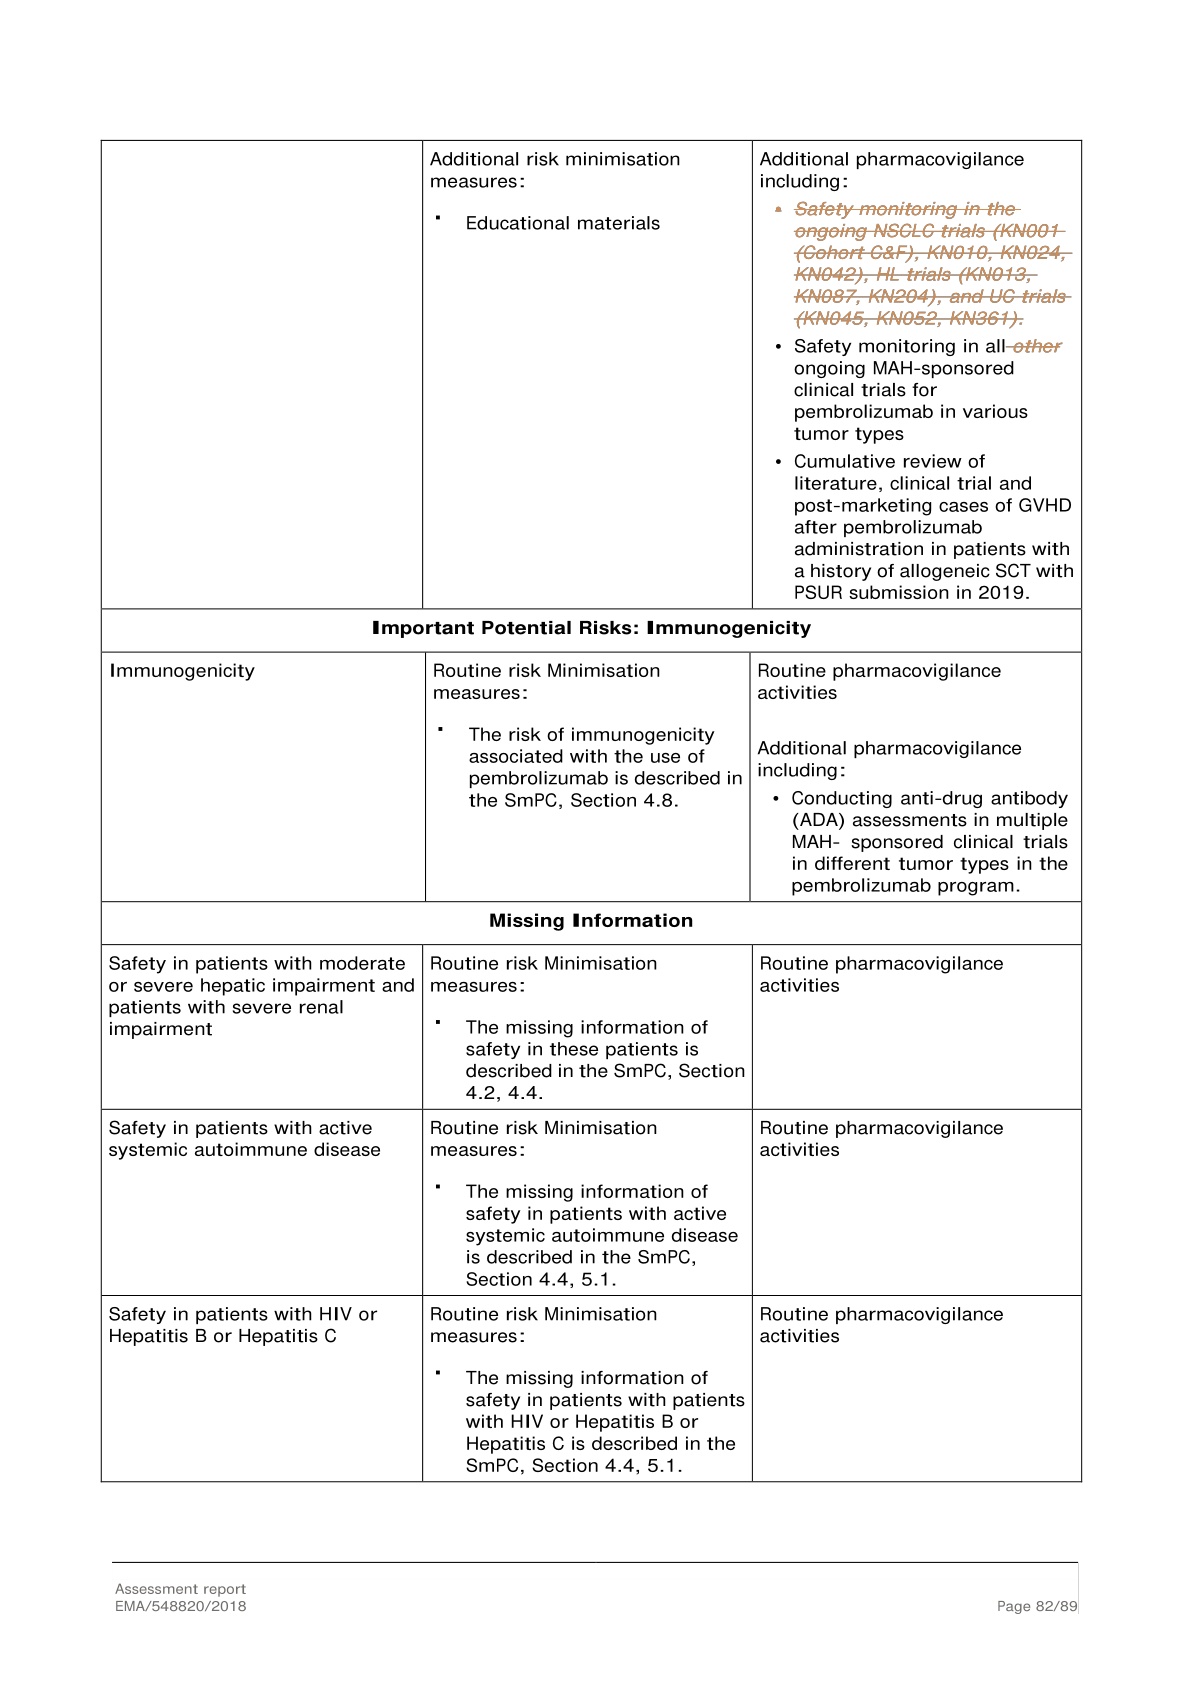 Additional risk minimisation
measures:
▪ Educational materials
Additional pharmacovigilance
including:
▪ Safety monitoring in the
ongoing NSCLC trials (KN001
(Cohort C&F), KN010, KN024,
KN042), HL trials (KN013,
KN087, KN204), and UC trials
(KN045, KN052, KN361).
• Safety monitoring in all other
ongoing MAH-sponsored
clinical trials for
pembrolizumab in various
tumor types
• Cumulative review of
literature, clinical trial and
post-marketing cases of GVHD
after pembrolizumab
administration in patients with
a history of allogeneic SCT with
PSUR submission in 2019.
Important Potential Risks: Immunogenicity
Immunogenicity
Routine risk Minimisation
measures:
▪ The risk of immunogenicity
associated with the use of
pembrolizumab is described in
the SmPC, Section 4.8.
Routine pharmacovigilance
activities
Additional pharmacovigilance
including:
• Conducting anti-drug antibody
(ADA) assessments in multiple
MAH- sponsored clinical trials
in different tumor types in the
pembrolizumab program.
Missing Information
Safety in patients with moderate
or severe hepatic impairment and
patients with severe renal
impairment
Routine risk Minimisation
measures:
▪ The missing information of
safety in these patients is
described in the SmPC, Section
4.2, 4.4.
Routine pharmacovigilance
activities
Safety in patients with active
systemic autoimmune disease
Routine risk Minimisation
measures:
▪ The missing information of
safety in patients with active
systemic autoimmune disease
is described in the SmPC,
Section 4.4, 5.1.
Routine pharmacovigilance
activities
Safety in patients with HIV or
Hepatitis B or Hepatitis C
Routine risk Minimisation
measures:
▪ The missing information of
safety in patients with patients
with HIV or Hepatitis B or
Hepatitis C is described in the
SmPC, Section 4.4, 5.1.
Routine pharmacovigilance
activities
Assessment report
EMA/548820/2018
Page 82/89